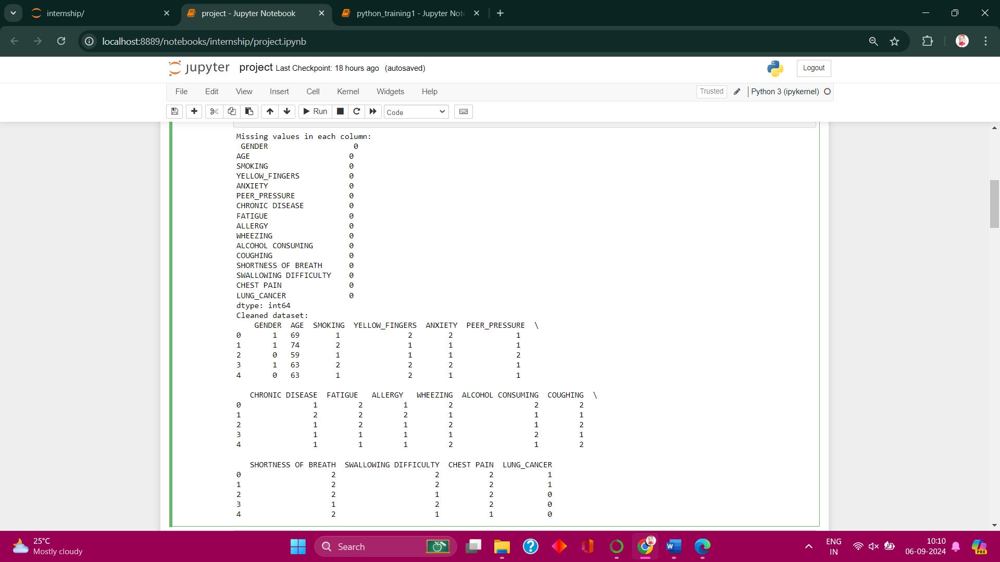 internship/
project - Jupyter Notebook
python_training1 - Jupyter Not
localhost:8889/notebooks/internship/project.ipynb
jupyter project Last Checkpoint: 18 hours ago (autosaved)
Logout
File Edit View Insert Cell Kernel Widgets Help
Trusted Python 3 (ipykernel)
Run Code
Missing values in each column:
GENDER 0
AGE 0
SMOKING 0
YELLOW_FINGERS 0
ANXIETY 0
PEER_PRESSURE 0
CHRONIC DISEASE 0
FATIGUE 0
ALLERGY 0
WHEEZING 0
ALCOHOL CONSUMING 0
COUGHING 0
SHORTNESS OF BREATH 0
SWALLOWING DIFFICULTY 0
CHEST PAIN 0
LUNG_CANCER 0
dtype: int64
Cleaned dataset:
GENDER AGE SMOKING YELLOW_FINGERS ANXIETY PEER_PRESSURE \
0 1 69 1 2 2 1
1 1 74 2 1 1 1
2 0 59 1 1 1 2
3 1 63 2 2 2 1
4 0 63 1 2 1 1
CHRONIC DISEASE FATIGUE ALLERGY WHEEZING ALCOHOL CONSUMING COUGHING \
0 1 2 1 2 2 2
1 2 2 2 1 1 1
2 1 2 1 2 1 2
3 1 1 1 1 2 1
4 1 1 1 2 1 2
SHORTNESS OF BREATH SWALLOWING DIFFICULTY CHEST PAIN LUNG_CANCER
0 2 2 2 1
1 2 2 2 1
2 2 1 2 0
3 1 2 2 0
4 2 1 1 0
25°C
Mostly cloudy
Search
W
ENG
IN
10:10
06-09-2024
PRE